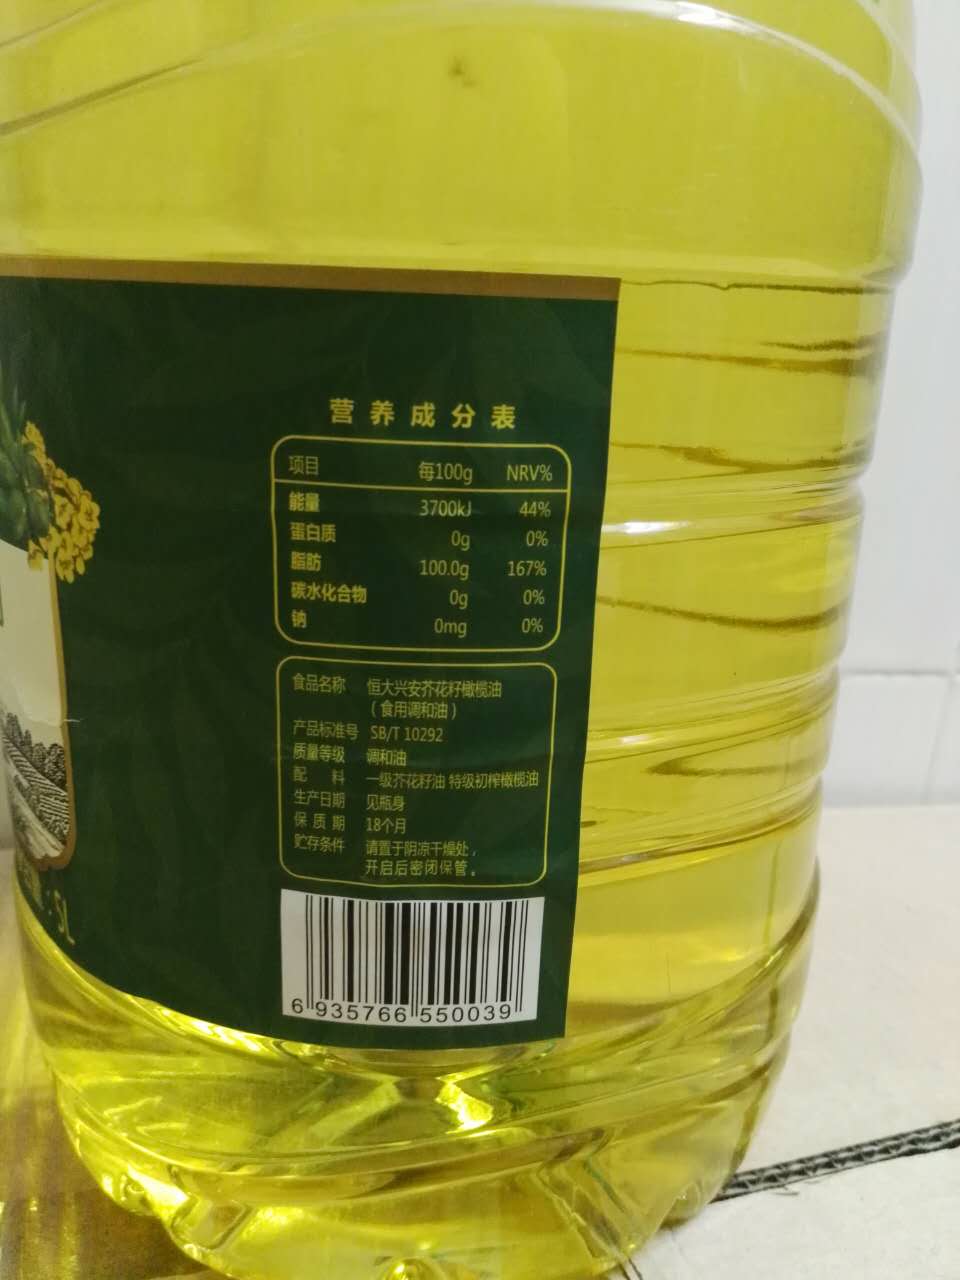 营养成分表
项目 每100g NRV%
能量 3700kJ 44%
蛋白质 0g 0%
脂肪 100.0g 167%
碳水化合物 0g 0%
钠 0mg 0%
食品名称 恒大兴安芥花籽橄榄油
（食用调和油）
产品标准号 SB/T 10292
质量等级 调和油
配料 一级芥花籽油 特级初榨橄榄油
生产日期 见瓶身
保质期 18个月
贮存条件 请置于阴凉干燥处，
开启后密闭保管。
5L
6 935766 550039